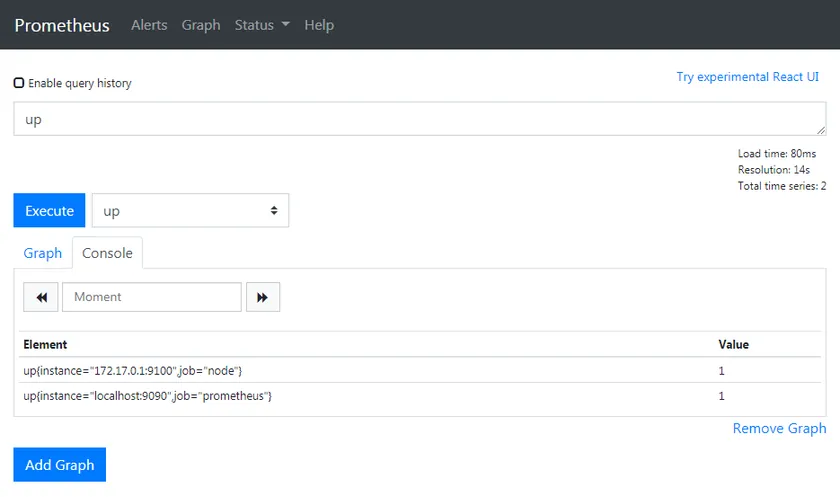 Prometheus Alerts Graph Status Help
Enable query history
Try experimental React UI
up
Load time: 80ms
Resolution: 14s
Total time series: 2
Execute up
Graph Console
Moment
Element Value
up{instance="172.17.0.1:9100",job="node"} 1
up{instance="localhost:9090",job="prometheus"} 1
Remove Graph
Add Graph